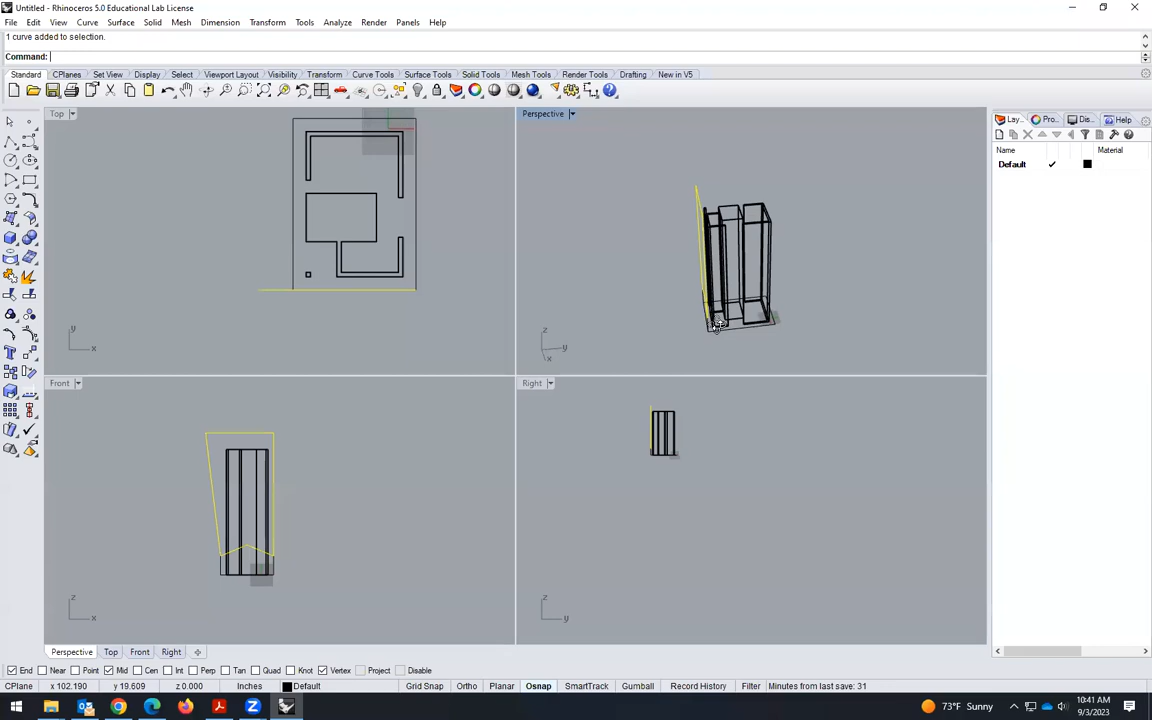 Untitled - Rhinoceros 5.0 Educational Lab License
File Edit View Curve Surface Solid Mesh Dimension Transform Tools Analyze Render Panels Help
1 curve added to selection.
Command:
Standard CPlanes Set View Display Select Viewport Layout Visibility Transform Curve Tools Surface Tools Solid Tools Mesh Tools Render Tools Drafting New in V5
Top Perspective
Lay... Pro... Dis... Help
Name Material
Default
y
x
z
y
x
Front Right
z
x
z
y
Perspective Top Front Right
End Near Point Mid Cen Int Perp Tan Quad Knot Vertex Project Disable
CPlane x 102.190 y 19.609 z 0.000 Inches Default Grid Snap Ortho Planar Osnap SmartTrack Gumball Record History Filter Minutes from last save: 31
73°F Sunny 10:41 AM
9/3/2023